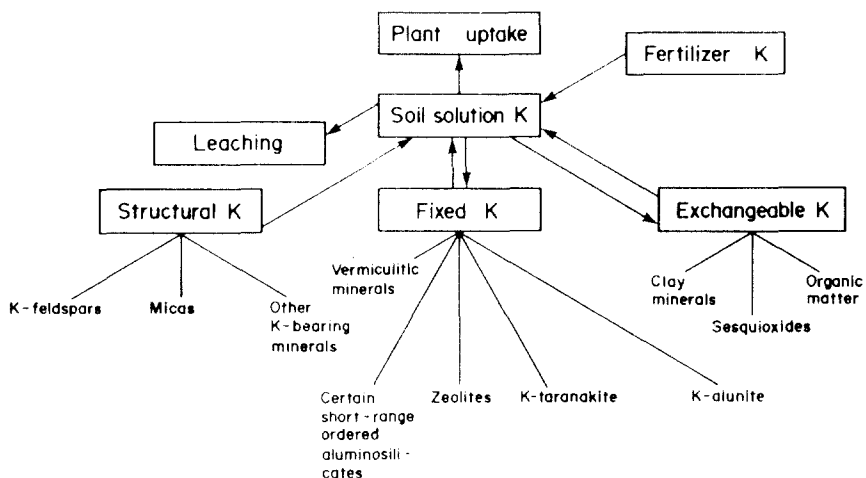 Plant uptake
Fertilizer K
Soil solution K
Leaching
Structural K
Fixed K
Exchangeable K
Vermiculitic
minerals
Clay
minerals
Organic
matter
K-feldspars
Micas
Other
K-bearing
minerals
Sesquioxides
Certain
short-range
ordered
aluminosili-
cates
Zeolites
K-taranakite
K-alunite